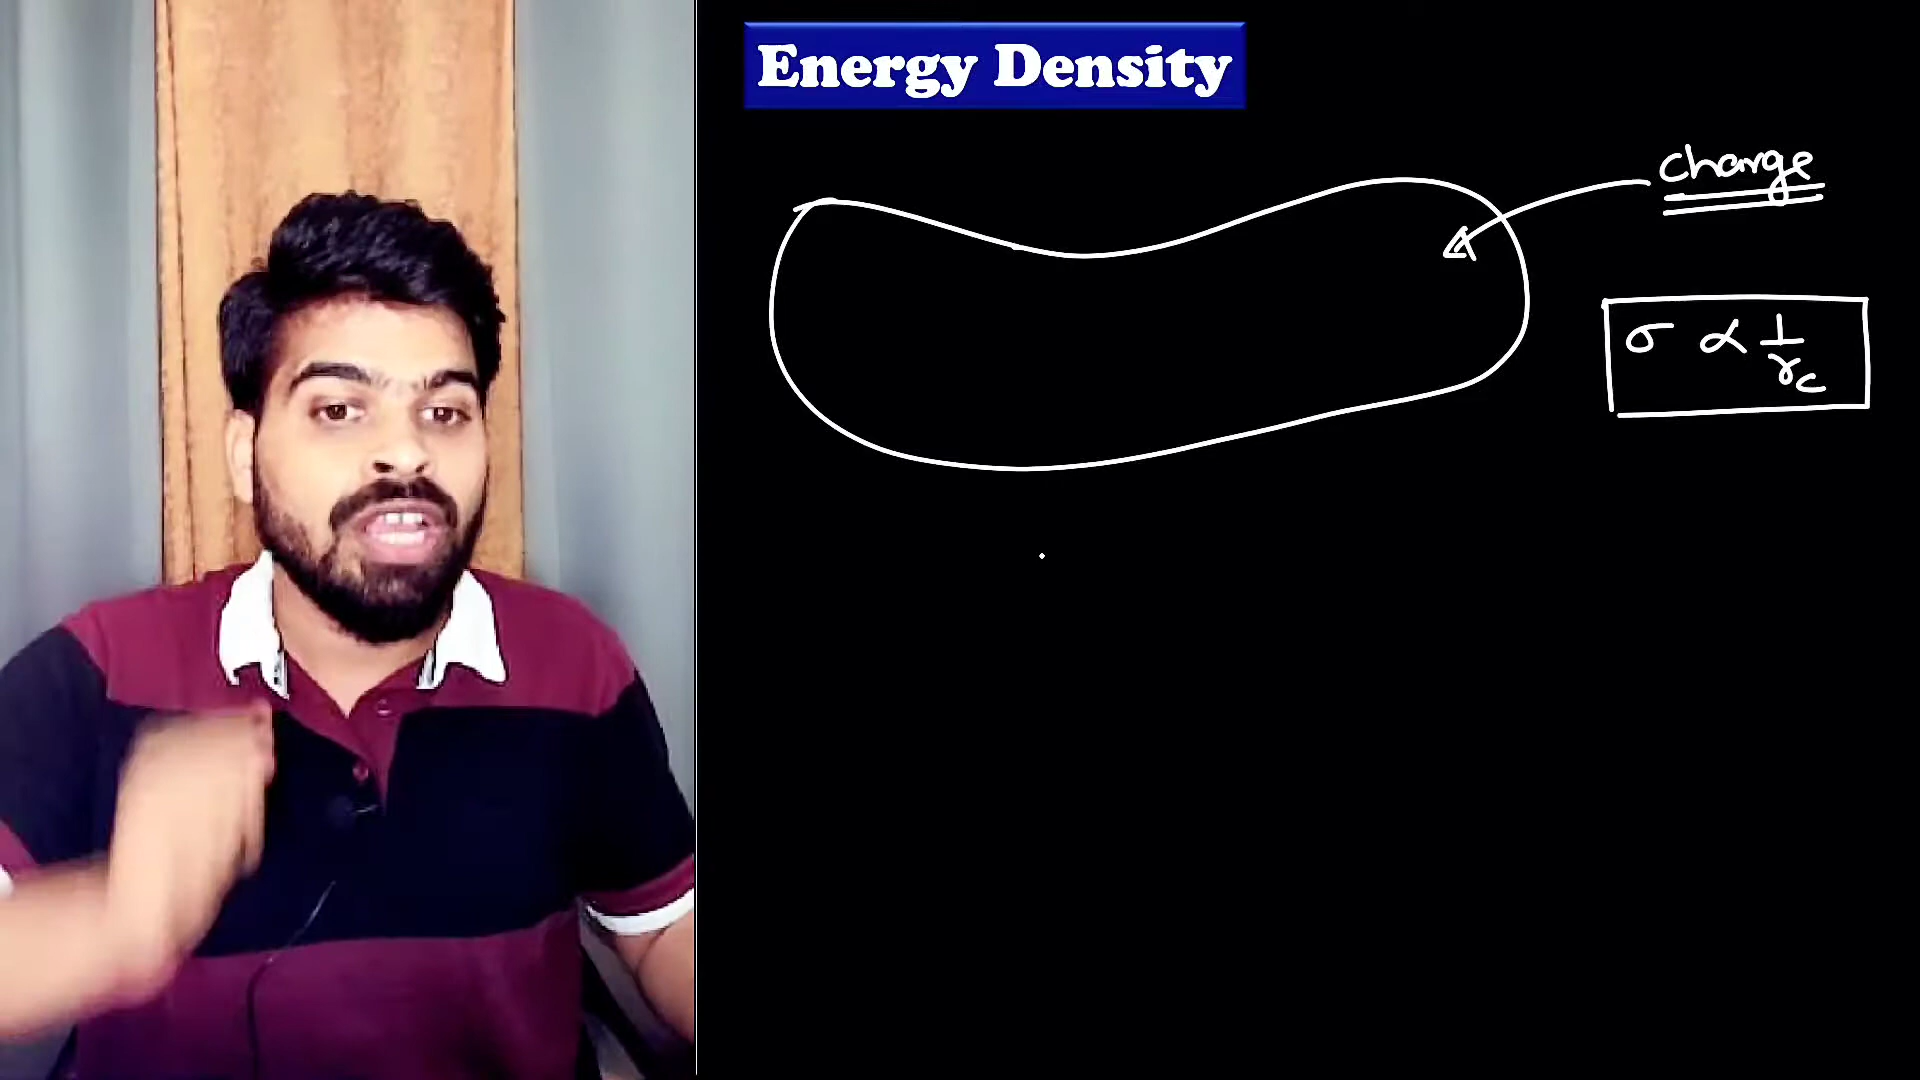 Energy Density
charge
σ ∝ 1/r_c